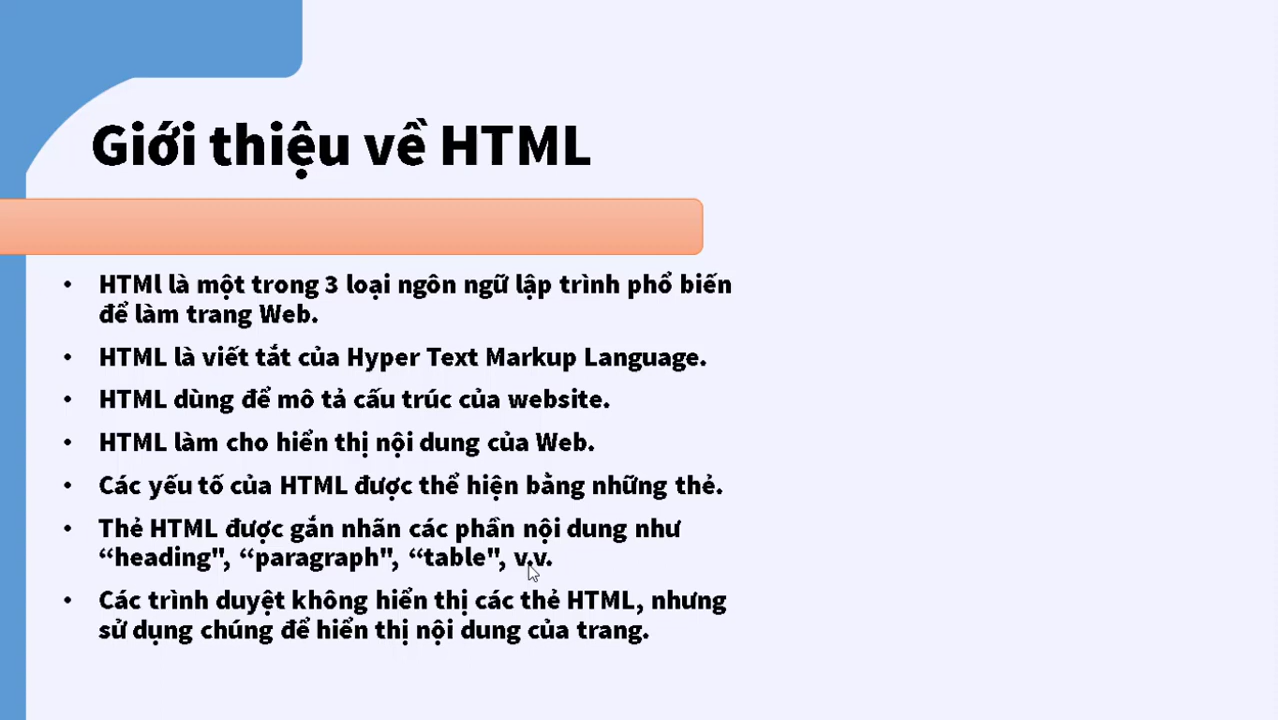 Giới thiệu về HTML
• HTMl là một trong 3 loại ngôn ngữ lập trình phổ biến
để làm trang Web.
• HTML là viết tắt của Hyper Text Markup Language.
• HTML dùng để mô tả cấu trúc của website.
• HTML làm cho hiển thị nội dung của Web.
• Các yếu tố của HTML được thể hiện bằng những thẻ.
• Thẻ HTML được gắn nhãn các phần nội dung như
“heading", “paragraph", “table", v.v.
• Các trình duyệt không hiển thị các thẻ HTML, nhưng
sử dụng chúng để hiển thị nội dung của trang.